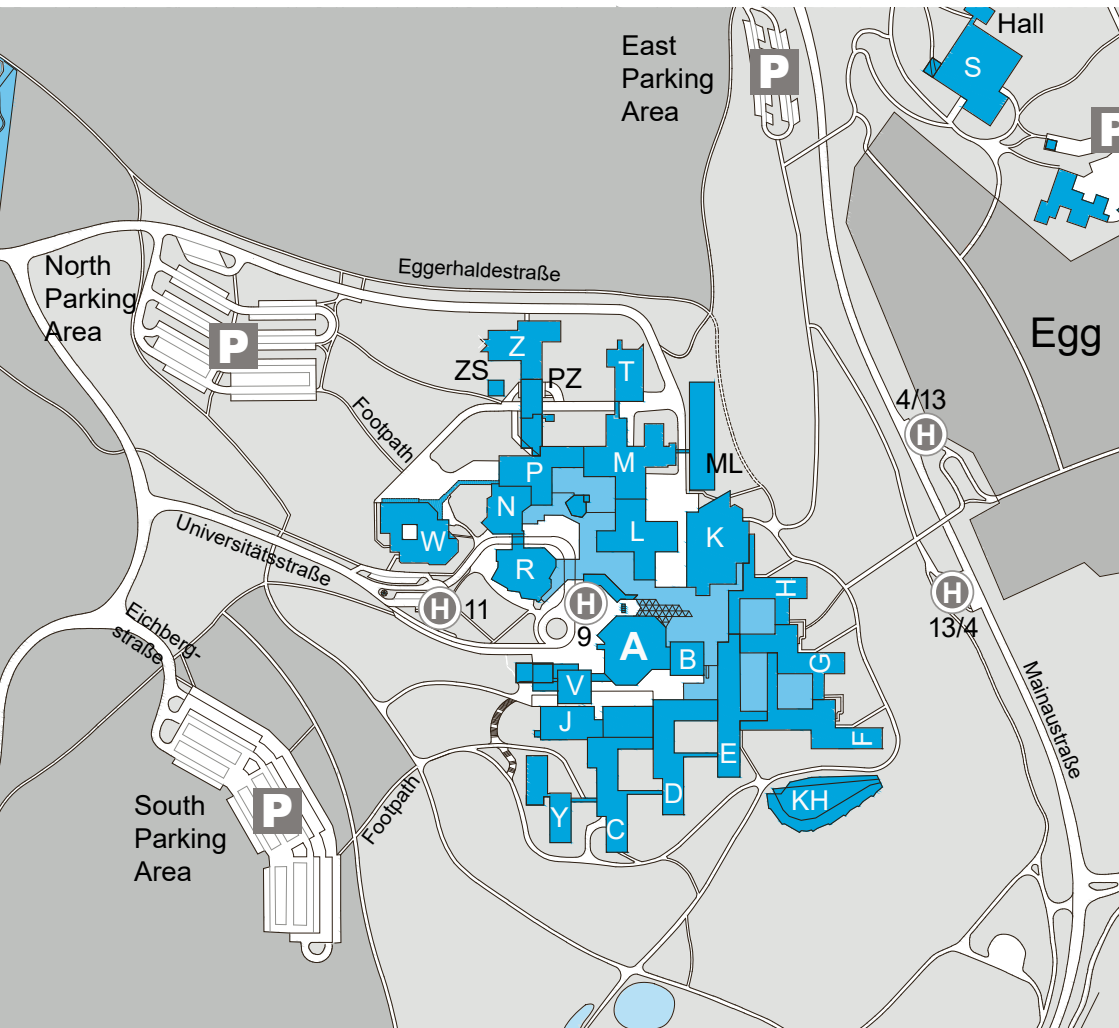 Hall
East
Parking
Area
P
S
P
North
Parking
Area
Eggerhaldestraße
P
Egg
Z
ZS
PZ
T
4/13
H
Footpath
ML
P
M
N
W
L
K
Universitätsstraße
R
H
11
H
9
H
H
13/4
Eichberg-
straße
A
B
G
V
Mainaustraße
J
F
E
South
Parking
Area
P
Footpath
D
KH
Y
C